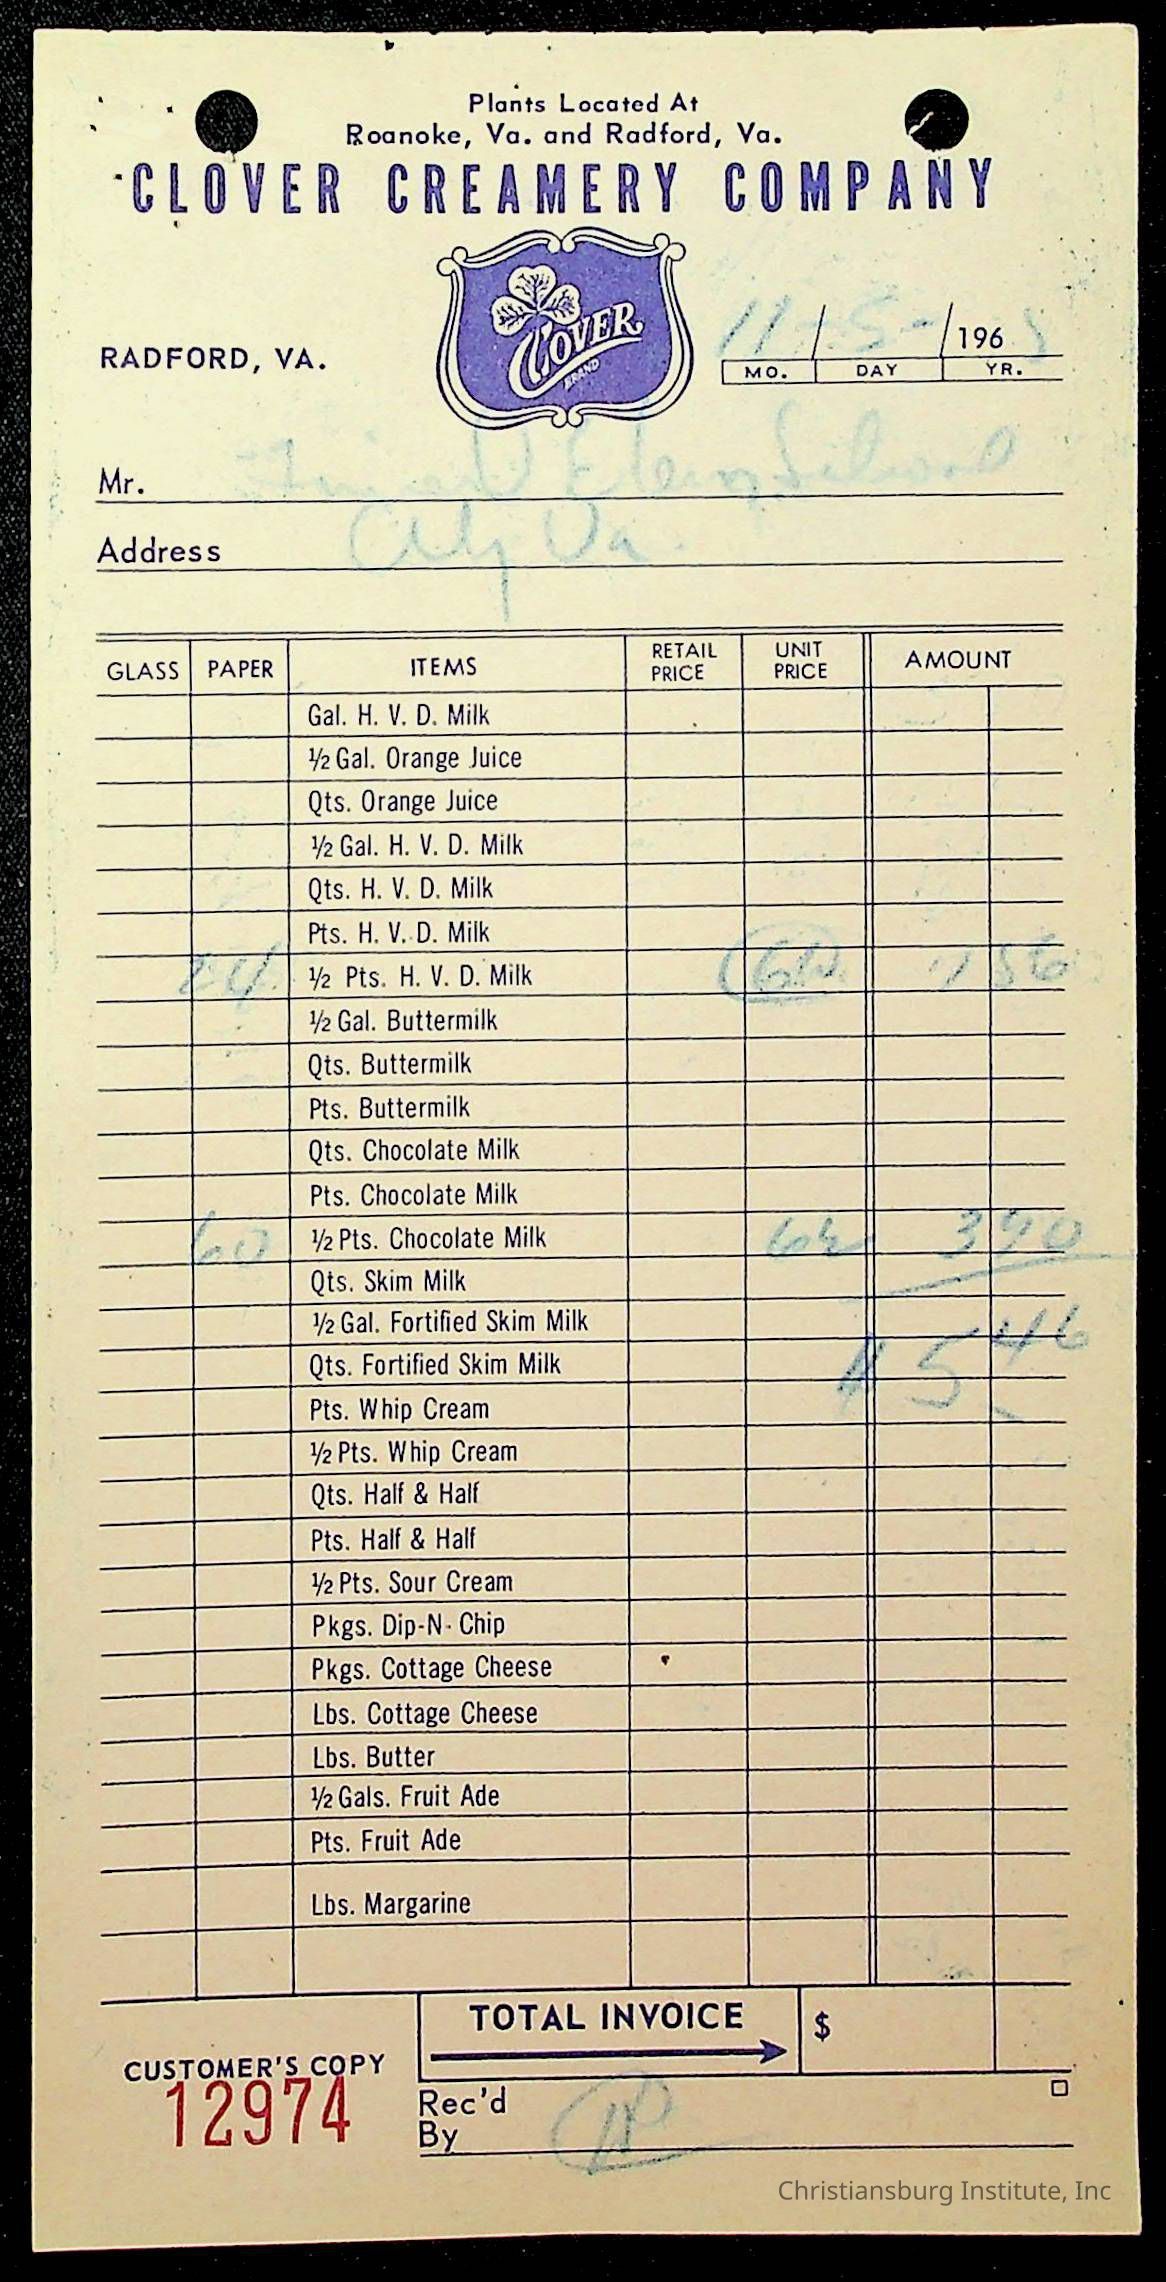 Plants Located At
Roanoke, Va. and Radford, Va.
CLOVER CREAMERY COMPANY
CLOVER
BRAND
RADFORD, VA.
11-5- 196
MO. DAY YR.
Mr. Elem School
Address City Va.
GLASS PAPER ITEMS RETAIL PRICE UNIT PRICE AMOUNT
Gal. H. V. D. Milk
½ Gal. Orange Juice
Qts. Orange Juice
½ Gal. H. V. D. Milk
Qts. H. V. D. Milk
Pts. H. V. D. Milk
24 ½ Pts. H. V. D. Milk 6½ 1 56
½ Gal. Buttermilk
Qts. Buttermilk
Pts. Buttermilk
Qts. Chocolate Milk
Pts. Chocolate Milk
60 ½ Pts. Chocolate Milk 6½ 3 90
Qts. Skim Milk
½ Gal. Fortified Skim Milk
$ 5 46
Qts. Fortified Skim Milk
Pts. Whip Cream
½ Pts. Whip Cream
Qts. Half & Half
Pts. Half & Half
½ Pts. Sour Cream
Pkgs. Dip-N-Chip
Pkgs. Cottage Cheese
Lbs. Cottage Cheese
Lbs. Butter
½ Gals. Fruit Ade
Pts. Fruit Ade
Lbs. Margarine
TOTAL INVOICE $
CUSTOMER'S COPY
12974
Rec'd
By
Christiansburg Institute, Inc